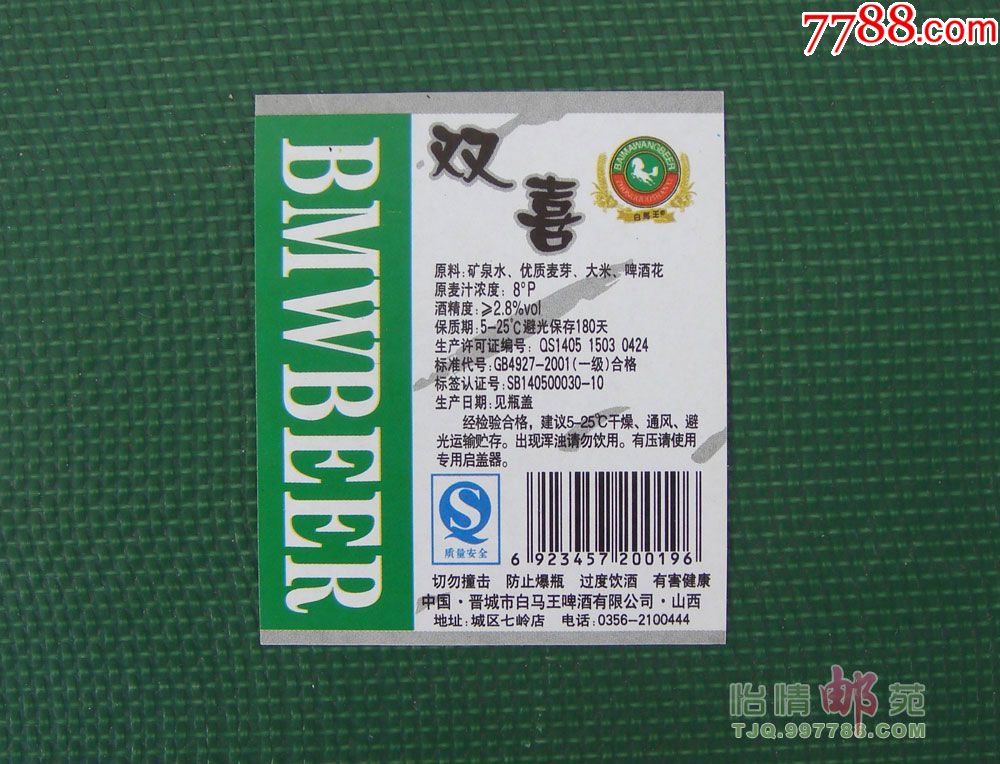 7788.com
BMWBEER
双
喜
BAIMAWANGBEER
白马王
原料:矿泉水、优质麦芽、大米、啤酒花
原麦汁浓度: 8°P
酒精度:≥2.8%vol
保质期:5-25℃避光保存180天
生产许可证编号: QS1405 1503 0424
标准代号:GB4927-2001(一级)合格
标签认证号:SB140500030-10
生产日期:见瓶盖
经检验合格，建议5-25℃干燥、通风、避
光运输贮存。出现浑浊请勿饮用。有压请使用
专用启盖器。
质量安全
6 923457 200196
切勿撞击 防止爆瓶 过度饮酒 有害健康
中国·晋城市白马王啤酒有限公司·山西
地址:城区七岭店 电话:0356-2100444
怡情邮苑
TJQ.997788.COM